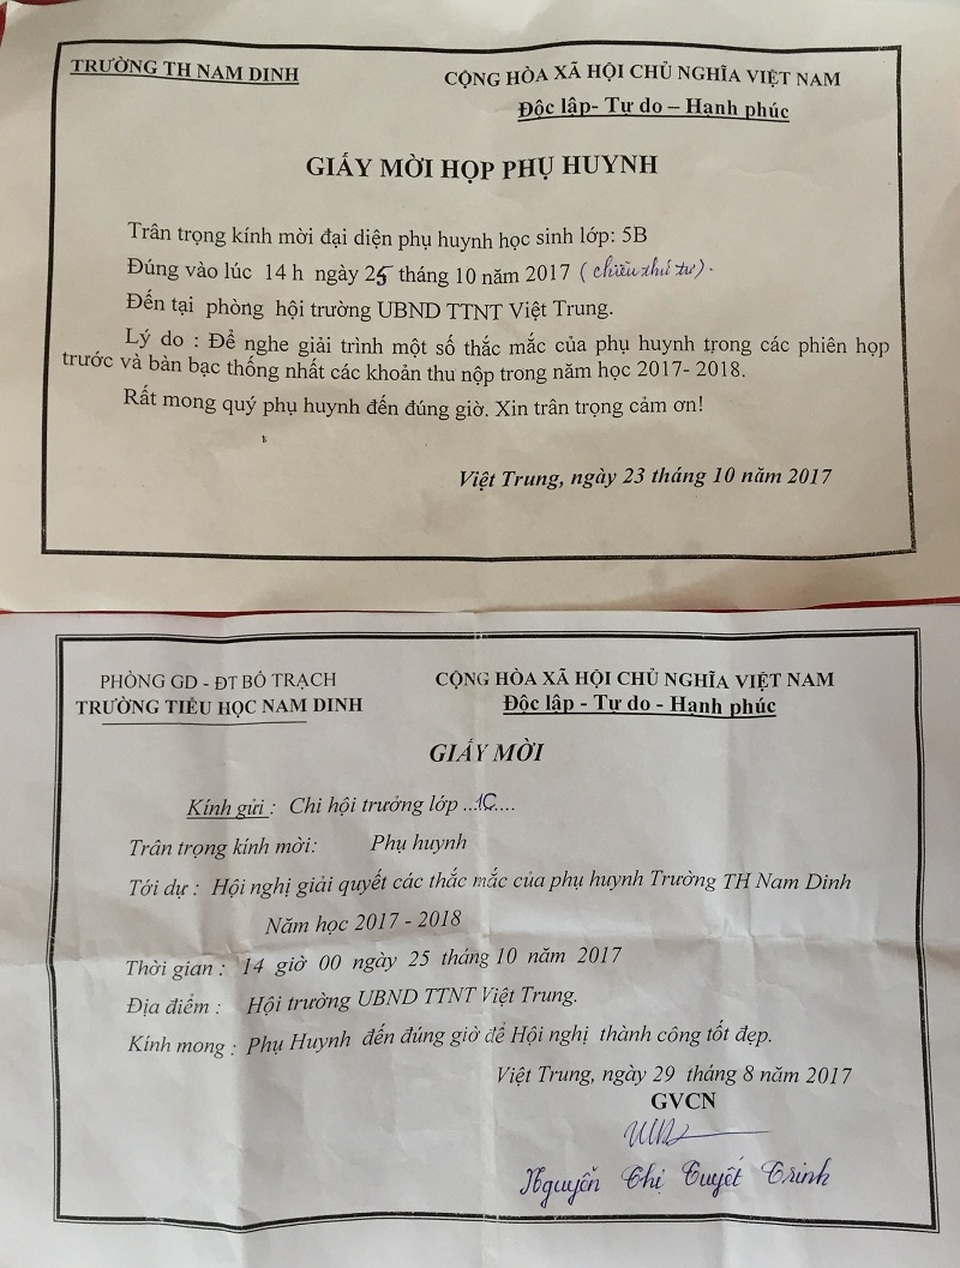 TRƯỜNG TH NAM DINH
CỘNG HÒA XÃ HỘI CHỦ NGHĨA VIỆT NAM
Độc lâp- Tự do – Hạnh phúc
GIẤY MỜI HỌP PHỤ HUYNH
Trân trọng kính mời đại diện phụ huynh học sinh lớp: 5B
Đúng vào lúc 14 h ngày 25 tháng 10 năm 2017 (chiều thứ tư).
Đến tại phòng hội trường UBND TTNT Việt Trung.
Lý do : Để nghe giải trình một số thắc mắc của phụ huynh trong các phiên họp
trước và bàn bạc thống nhất các khoản thu nộp trong năm học 2017- 2018.
Rất mong quý phụ huynh đến đúng giờ. Xin trân trọng cảm ơn!
Việt Trung, ngày 23 tháng 10 năm 2017
PHÒNG GD - ĐT BỐ TRẠCH
CỘNG HÒA XÃ HỘI CHỦ NGHĨA VIỆT NAM
TRƯỜNG TIỂU HỌC NAM DINH
Độc lập - Tự do - Hạnh phúc
GIẤY MỜI
Kính gửi : Chi hội trưởng lớp ...1C....
Trân trọng kính mời: Phụ huynh
Tới dự : Hội nghị giải quyết các thắc mắc của phụ huynh Trường TH Nam Dinh
Năm học 2017 - 2018
Thời gian : 14 giờ 00 ngày 25 tháng 10 năm 2017
Địa điểm : Hội trường UBND TTNT Việt Trung.
Kính mong : Phụ Huynh đến đúng giờ để Hội nghị thành công tốt đẹp.
Việt Trung, ngày 29 tháng 8 năm 2017
GVCN
Nguyễn Thị Tuyết Trinh